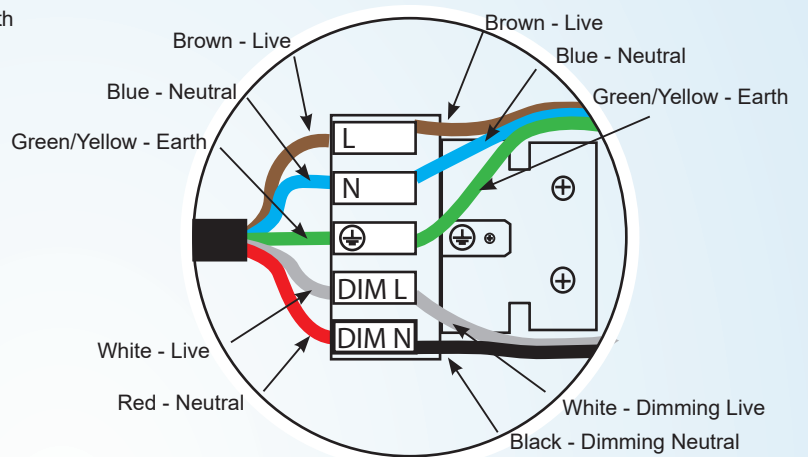 th
Brown - Live
Blue - Neutral
Green/Yellow - Earth
Brown - Live
Blue - Neutral
Green/Yellow - Earth
L
N
DIM L
DIM N
White - Live
Red - Neutral
White - Dimming Live
Black - Dimming Neutral